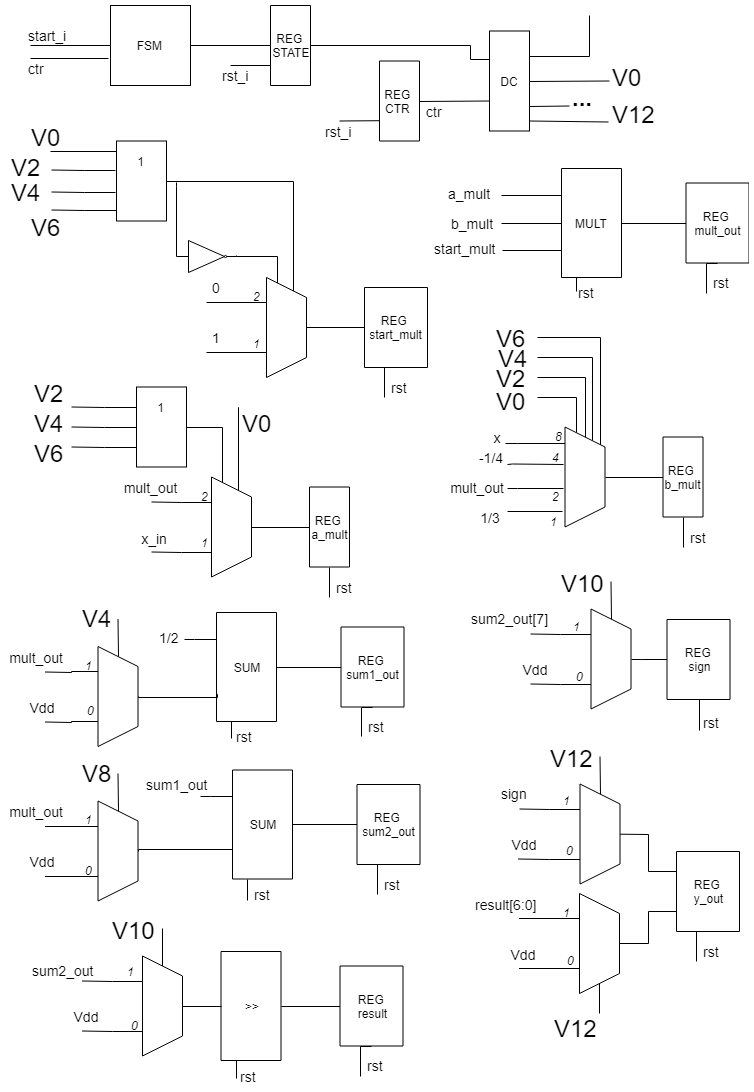 start_i
ctr
FSM
REG
STATE
rst_i
REG
CTR
ctr
rst_i
DC
V0
...
V12
V0
V2
V4
V6
1
0
2
1
1
REG
start_mult
rst
a_mult
b_mult
start_mult
MULT
rst
REG
mult_out
rst
V2
V4
V6
1
V0
mult_out
2
x_in
1
REG
a_mult
rst
V6
V4
V2
V0
x
8
-1/4
4
mult_out
2
1/3
1
REG
b_mult
rst
V4
mult_out
1
Vdd
0
1/2
SUM
rst
REG
sum1_out
rst
V10
sum2_out[7]
1
Vdd
0
REG
sign
rst
V8
mult_out
1
Vdd
0
sum1_out
SUM
rst
REG
sum2_out
rst
V12
sign
1
Vdd
0
result[6:0]
1
Vdd
0
V12
REG
y_out
rst
V10
sum2_out
1
Vdd
0
>>
rst
REG
result
rst